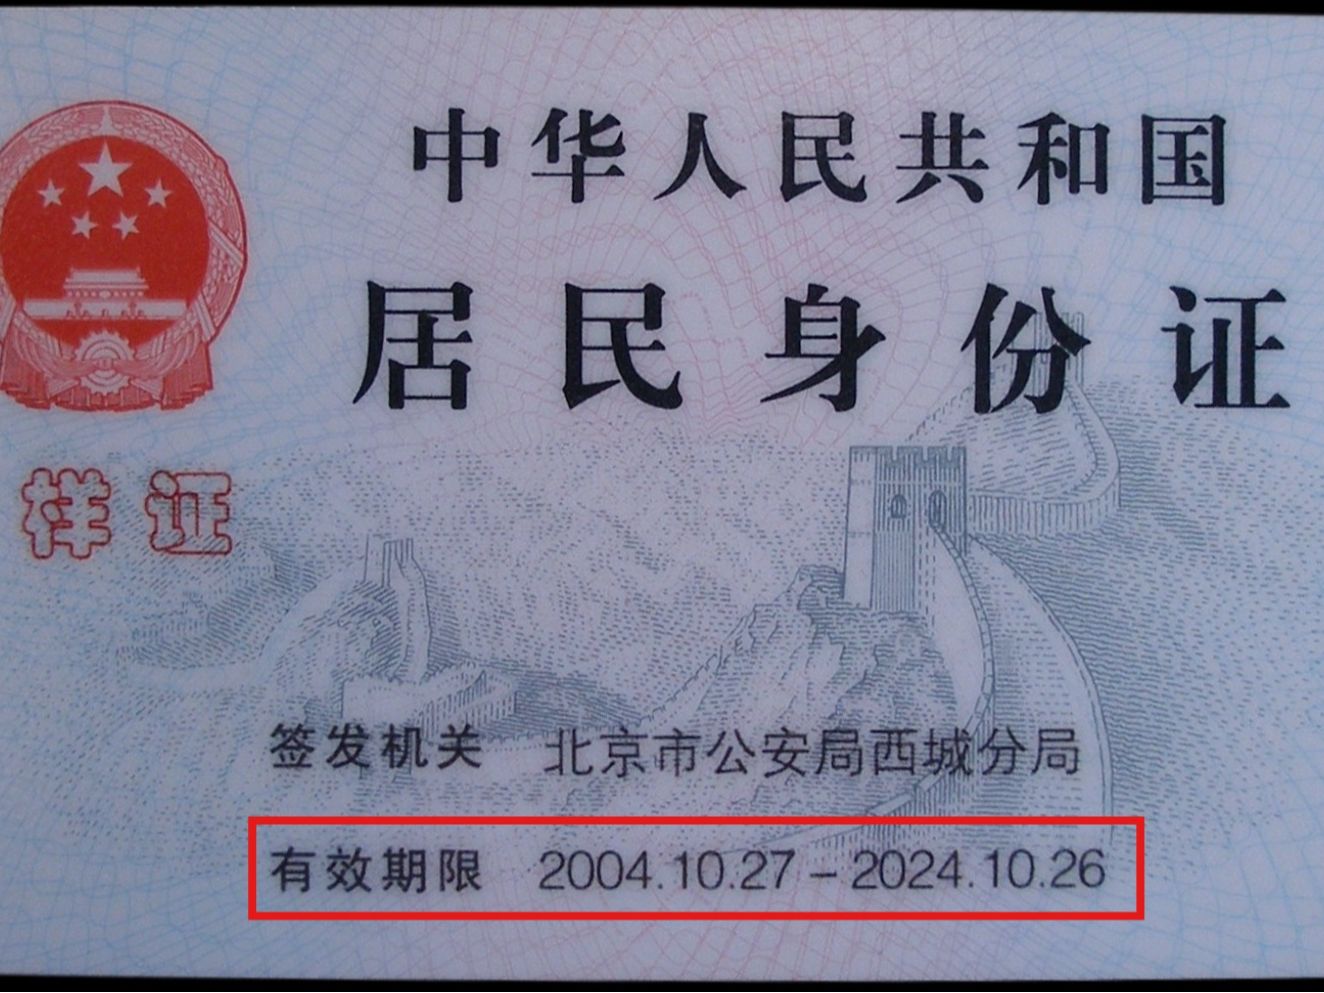 中华人民共和国
居民身份证
样证
签发机关 北京市公安局西城分局
有效期限 2004.10.27 – 2024.10.26